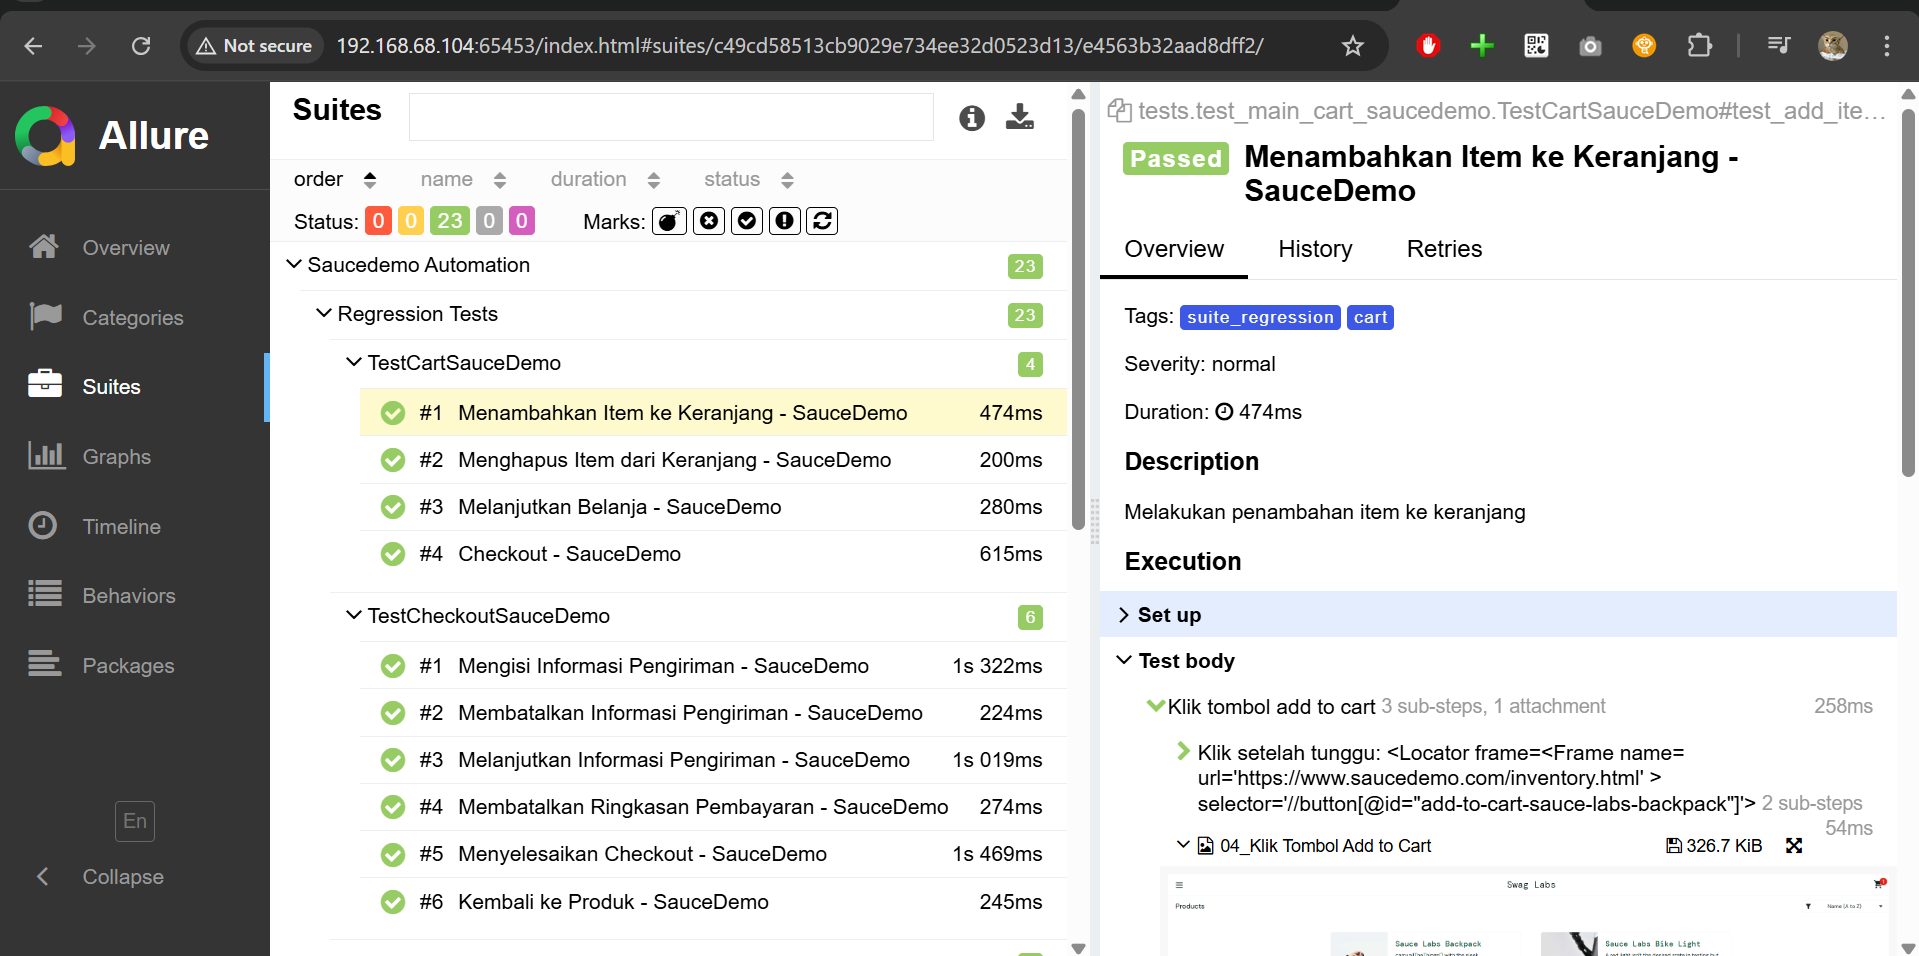 Not secure
192.168.68.104:65453/index.html#suites/c49cd58513cb9029e734ee32d0523d13/e4563b32aad8dff2/
Allure
Overview
Categories
Suites
Graphs
Timeline
Behaviors
Packages
En
Collapse
Suites
order name duration status
Status: 0 0 23 0 0 Marks:
Saucedemo Automation 23
Regression Tests 23
TestCartSauceDemo 4
#1 Menambahkan Item ke Keranjang - SauceDemo 474ms
#2 Menghapus Item dari Keranjang - SauceDemo 200ms
#3 Melanjutkan Belanja - SauceDemo 280ms
#4 Checkout - SauceDemo 615ms
TestCheckoutSauceDemo 6
#1 Mengisi Informasi Pengiriman - SauceDemo 1s 322ms
#2 Membatalkan Informasi Pengiriman - SauceDemo 224ms
#3 Melanjutkan Informasi Pengiriman - SauceDemo 1s 019ms
#4 Membatalkan Ringkasan Pembayaran - SauceDemo 274ms
#5 Menyelesaikan Checkout - SauceDemo 1s 469ms
#6 Kembali ke Produk - SauceDemo 245ms
tests.test_main_cart_saucedemo.TestCartSauceDemo#test_add_ite…
Passed Menambahkan Item ke Keranjang -
SauceDemo
Overview History Retries
Tags: suite_regression cart
Severity: normal
Duration: 474ms
Description
Melakukan penambahan item ke keranjang
Execution
Set up
Test body
Klik tombol add to cart 3 sub-steps, 1 attachment 258ms
Klik setelah tunggu: <Locator frame=<Frame name=
url='https://www.saucedemo.com/inventory.html' >
selector='//button[@id="add-to-cart-sauce-labs-backpack"]'> 2 sub-steps
54ms
04_Klik Tombol Add to Cart 326.7 KiB
Swag Labs
Products Name (A to Z)
Sauce Labs Backpack Sauce Labs Bike Light